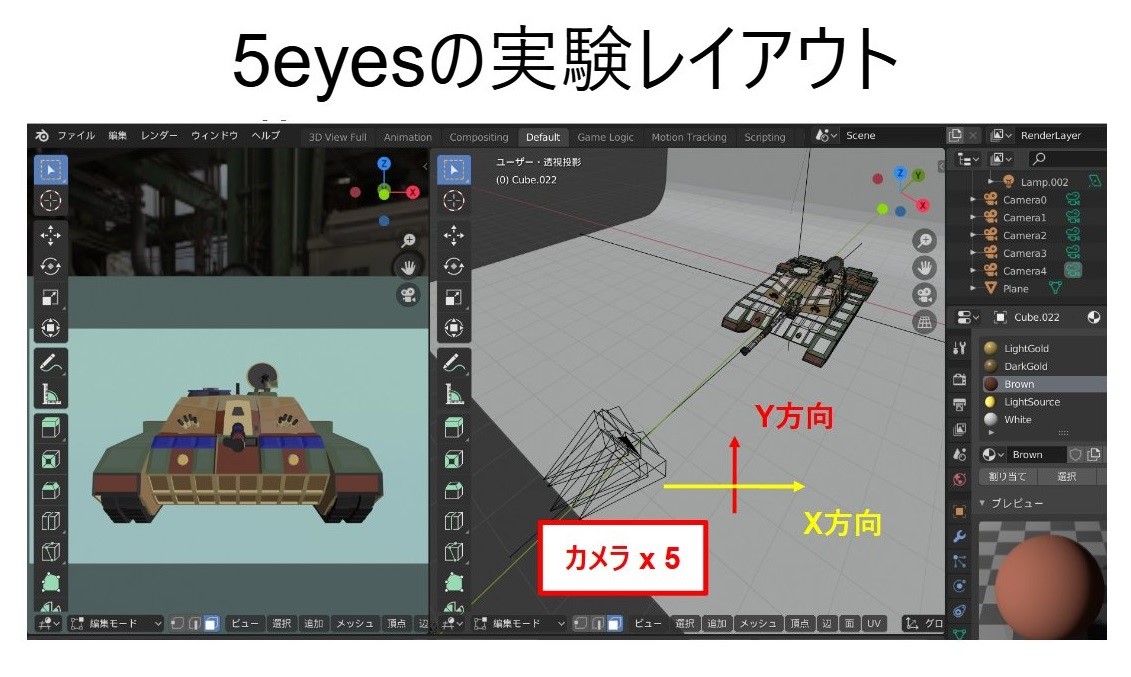 5eyesの実験レイアウト
ファイル 編集 レンダー ウィンドウ ヘルプ 3D View Full Animation Compositing Default Game Logic Motion Tracking Scripting Scene RenderLayer
ユーザー・透視投影
(0) Cube.022
Z
X
Z
Y
X
Lamp.002
Camera0
Camera1
Camera2
Camera3
Camera4
Plane
Cube.022
LightGold
DarkGold
Brown
LightSource
White
Brown
割り当て 選択
プレビュー
Y方向
X方向
カメラ x 5
編集モード ビュー 選択 追加 メッシュ 頂点 辺
編集モード ビュー 選択 追加 メッシュ 頂点 辺 面 UV グロ